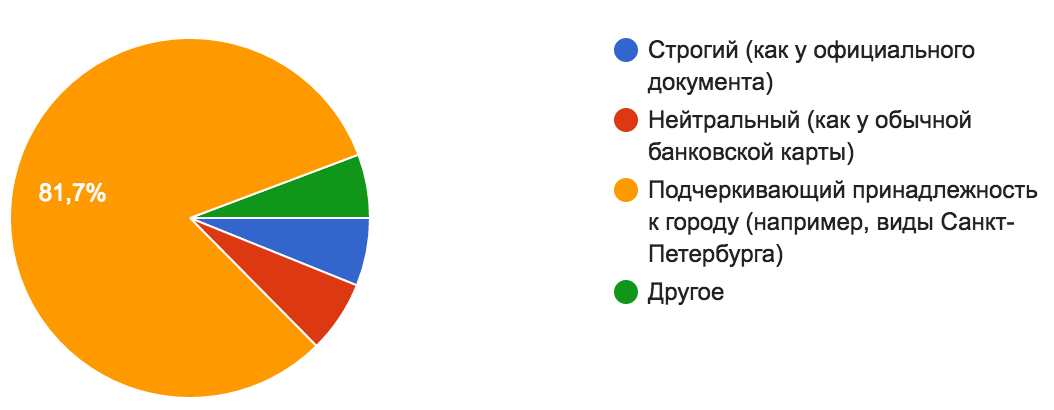 81,7%
Строгий (как у официального
документа)
Нейтральный (как у обычной
банковской карты)
Подчеркивающий принадлежность
к городу (например, виды Санкт-
Петербурга)
Другое